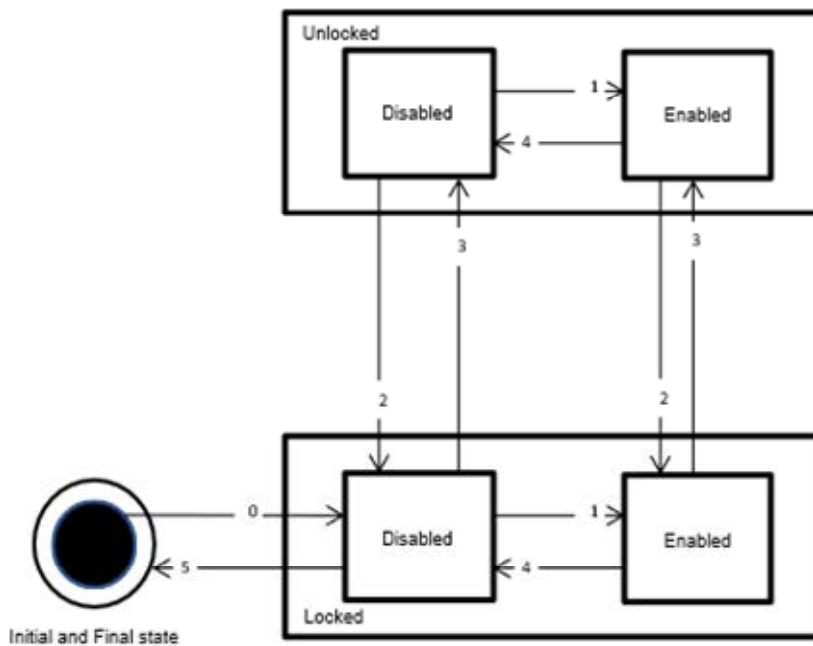 Unlocked
Disabled
1
Enabled
4
3
3
2
2
0
Disabled
1
Enabled
5
4
Locked
Initial and Final state